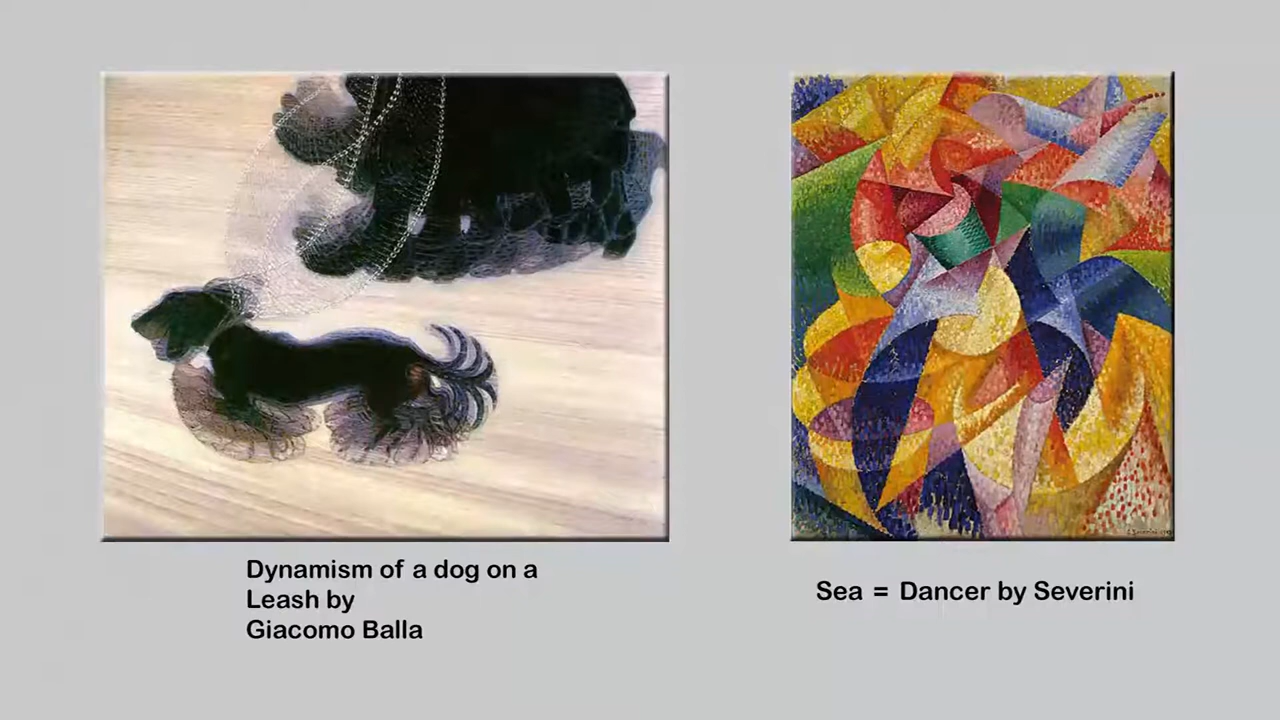 Dynamism of a dog on a
Leash by
Giacomo Balla
Sea = Dancer by Severini